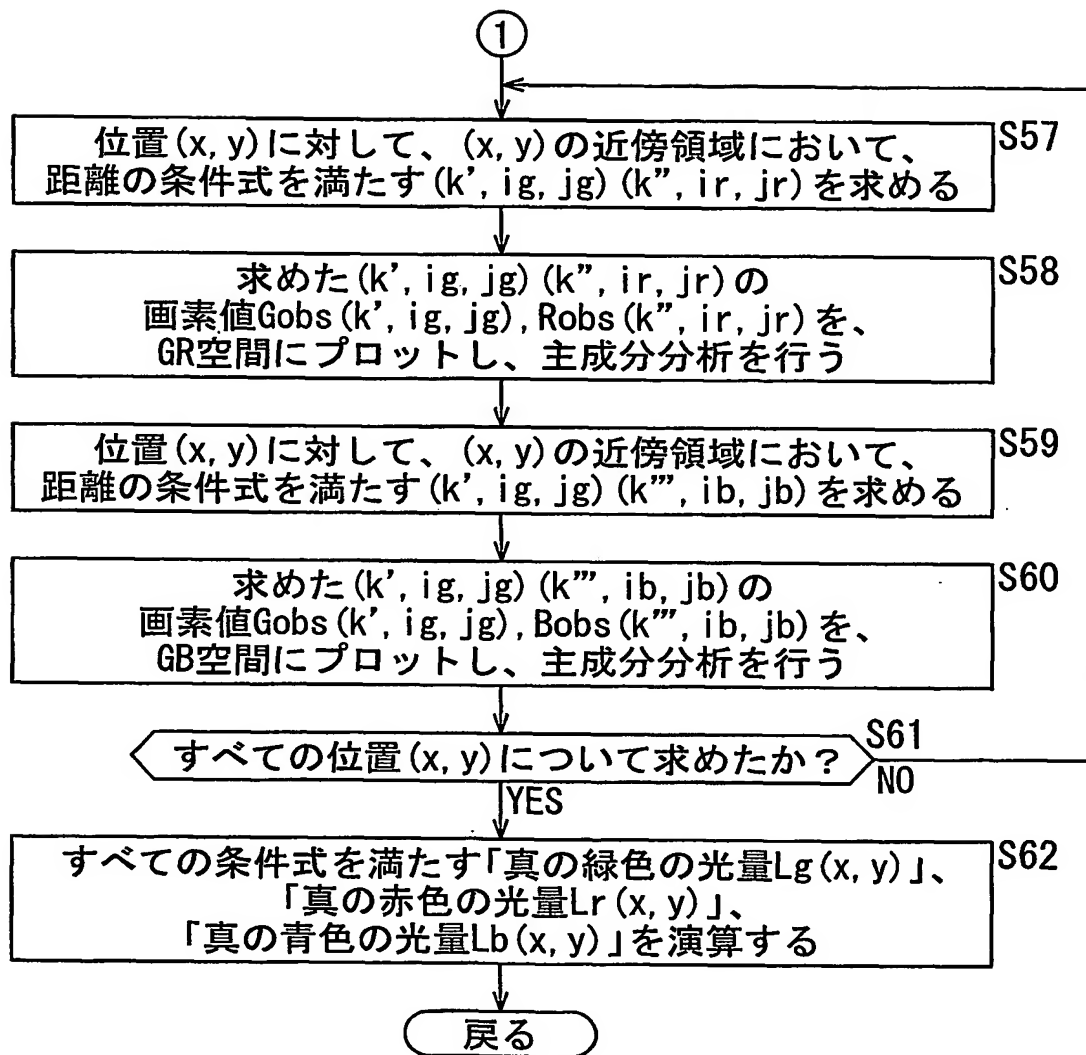 1
位置(x, y)に対して、(x, y)の近傍領域において、
距離の条件式を満たす(k', ig, jg)(k", ir, jr)を求める
S57
求めた(k', ig, jg)(k", ir, jr)の
画素値Gobs(k', ig, jg), Robs(k", ir, jr)を、
GR空間にプロットし、主成分分析を行う
S58
位置(x, y)に対して、(x, y)の近傍領域において、
距離の条件式を満たす(k', ig, jg)(k"', ib, jb)を求める
S59
求めた(k', ig, jg)(k"', ib, jb)の
画素値Gobs(k', ig, jg), Bobs(k"', ib, jb)を、
GB空間にプロットし、主成分分析を行う
S60
すべての位置(x, y)について求めたか？
S61
NO
YES
すべての条件式を満たす「真の緑色の光量Lg(x, y)」、
「真の赤色の光量Lr(x, y)」、
「真の青色の光量Lb(x, y)」を演算する
S62
戻る